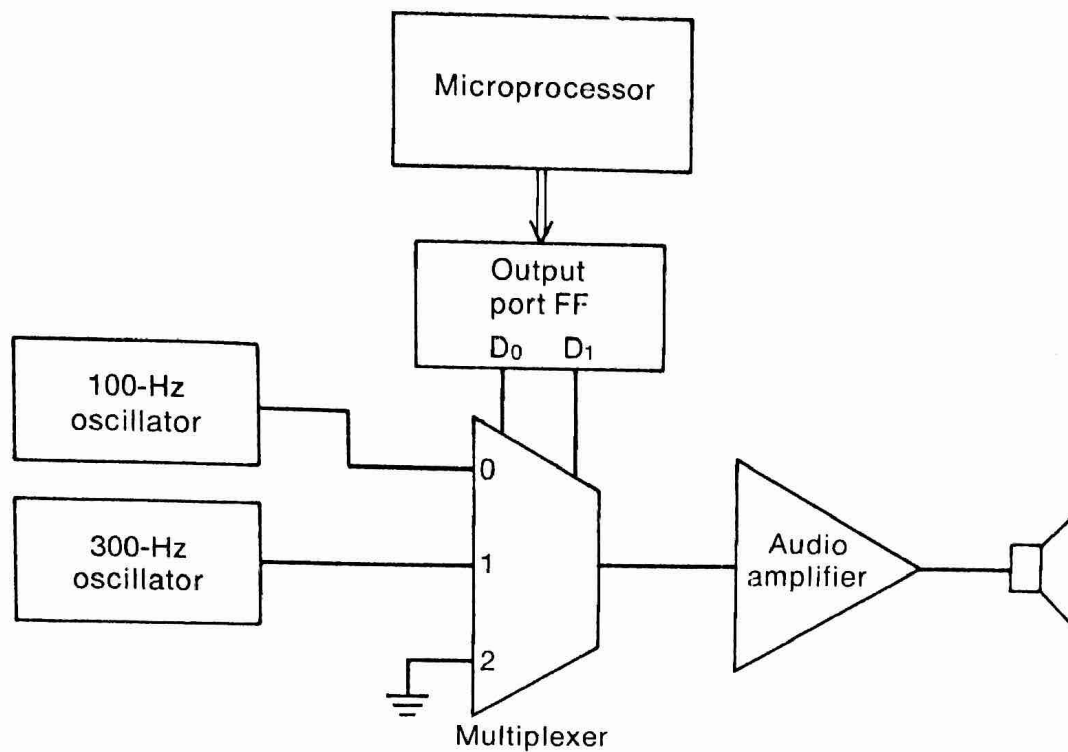 Microprocessor
Output
port FF
D0 D1
100-Hz
oscillator
0
300-Hz
oscillator
1
Audio
amplifier
2
Multiplexer